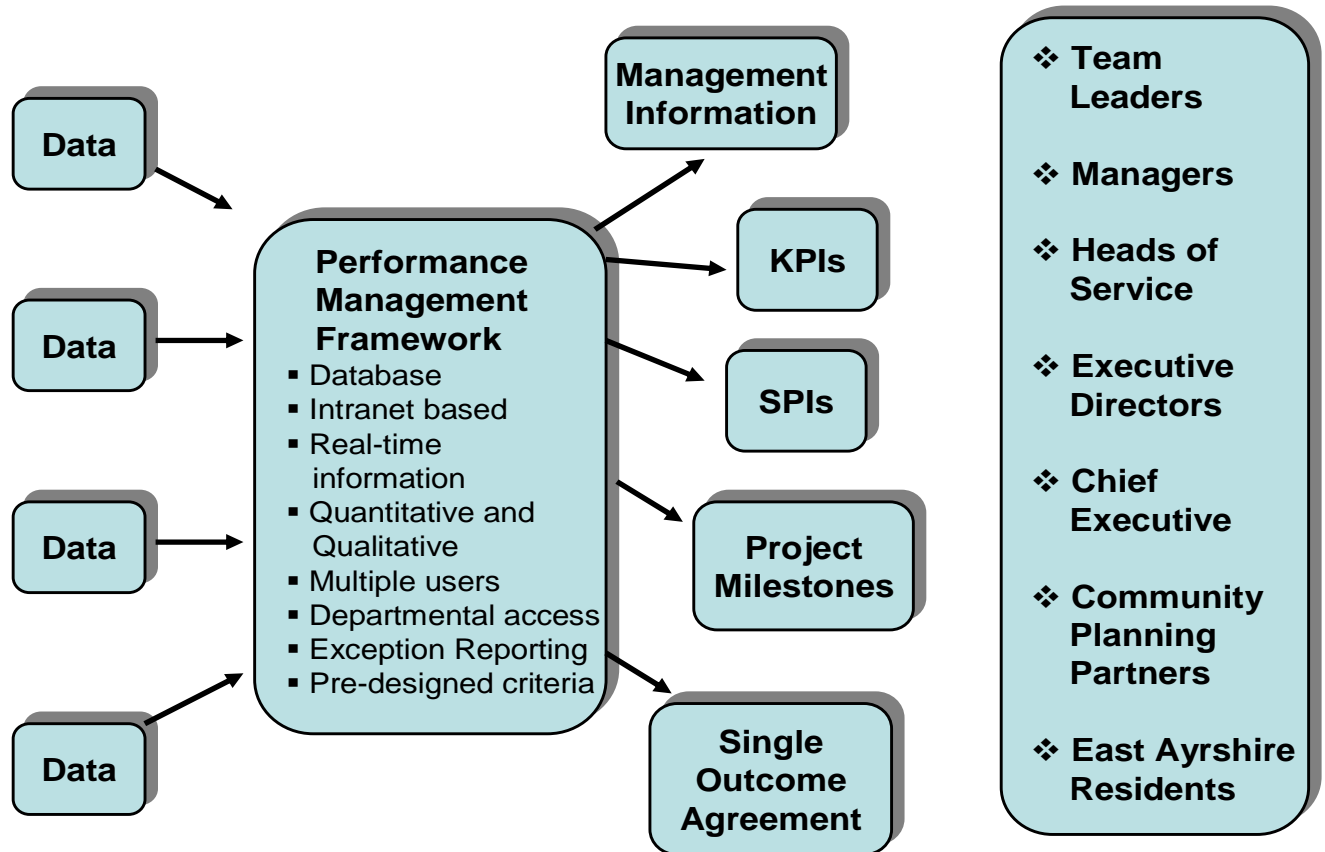 Data
Data
Data
Data
Performance
Management
Framework
▪ Database
▪ Intranet based
▪ Real-time
information
▪ Quantitative and
Qualitative
▪ Multiple users
▪ Departmental access
▪ Exception Reporting
▪ Pre-designed criteria
Management
Information
KPIs
SPIs
Project
Milestones
Single
Outcome
Agreement
❖ Team
Leaders
❖ Managers
❖ Heads of
Service
❖ Executive
Directors
❖ Chief
Executive
❖ Community
Planning
Partners
❖ East Ayrshire
Residents